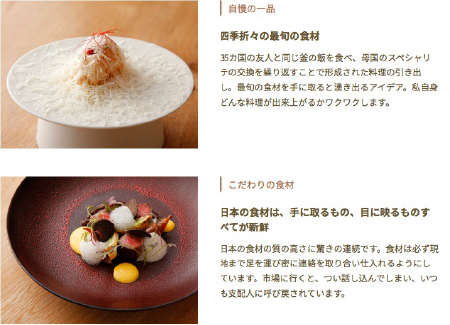 自慢の一品
四季折々の最旬の食材
35カ国の友人と同じ釜の飯を食べ、母国のスペシャリ
テの交換を繰り返すことで形成された料理の引き出
し。最旬の食材を手に取ると湧き出るアイデア。私自身
どんな料理が出来上がるかワクワクします。
こだわりの食材
日本の食材は、手に取るもの、目に映るものす
べてが新鮮
日本の食材の質の高さに驚きの連続です。食材は必ず現
地まで足を運び密に連絡を取り合い仕入れるようにし
ています。市場に行くと、つい話し込んでしまい、いつ
も支配人に呼び戻されています。